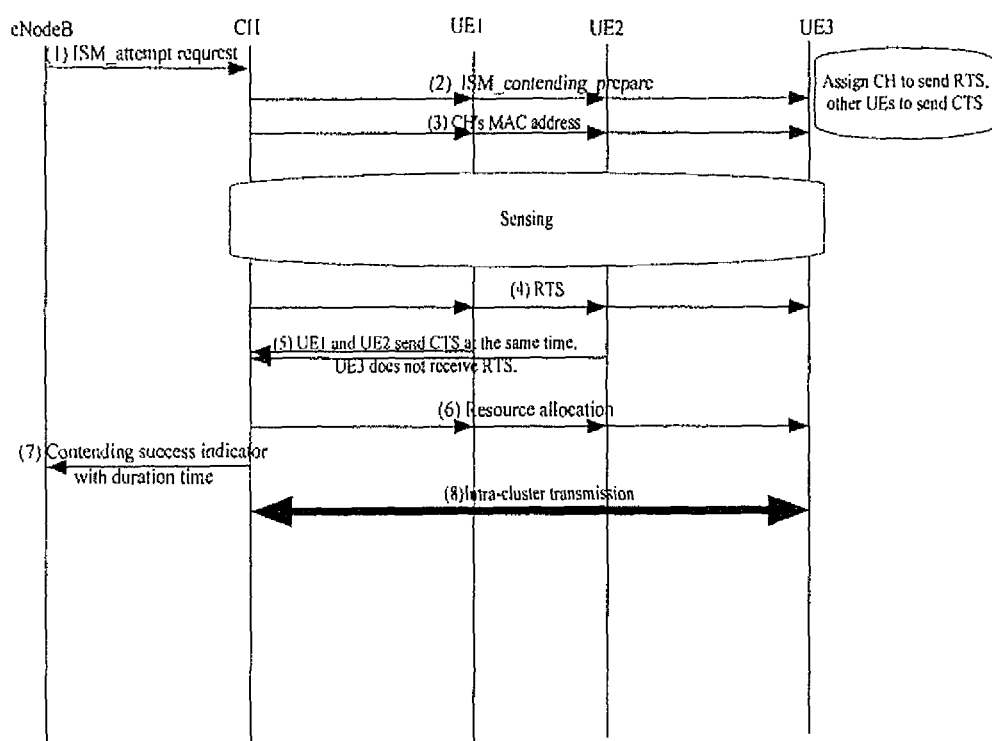 eNodeB
CH
UE1
UE2
UE3
(1) ISM_attempt request
(2) ISM_contending_prepare
Assign CH to send RTS,
other UEs to send CTS
(3) CH's MAC address
Sensing
(4) RTS
(5) UE1 and UE2 send CTS at the same time,
UE3 does not receive RTS.
(6) Resource allocation
(7) Contending success indicator
with duration time
(8)Intra-cluster transmission